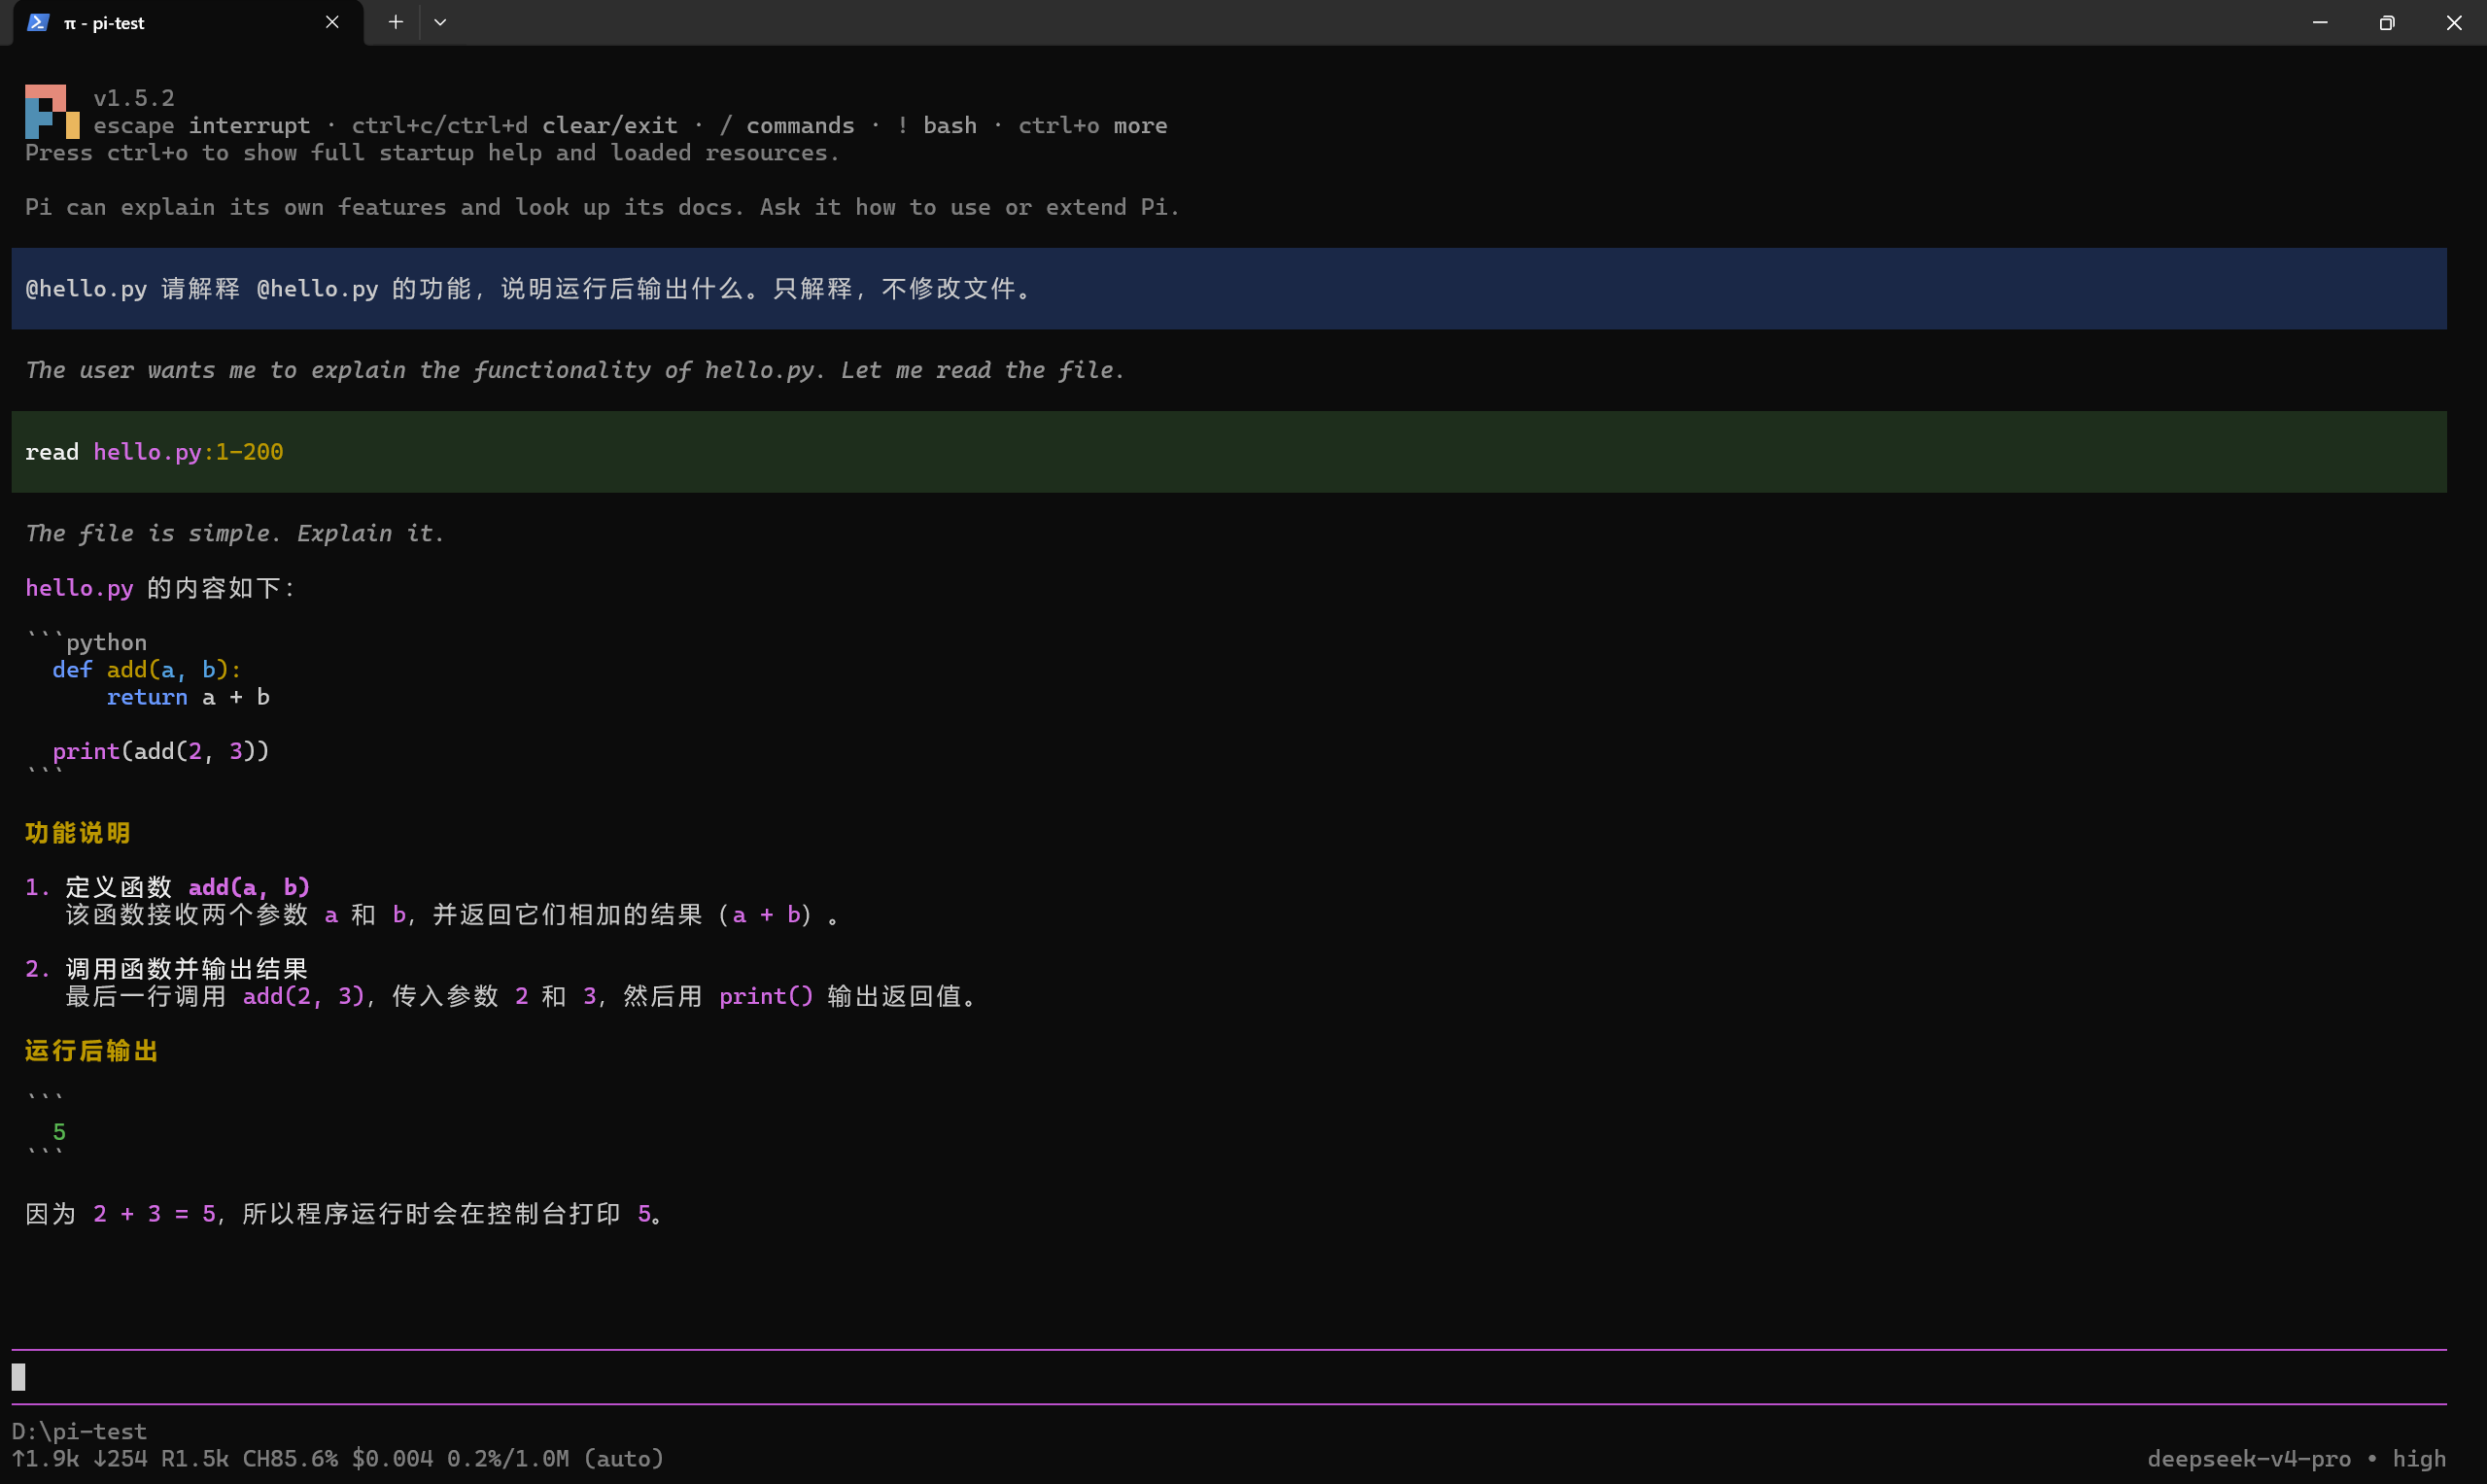 π - pi-test
v1.5.2
escape interrupt · ctrl+c/ctrl+d clear/exit · / commands · ! bash · ctrl+o more
Press ctrl+o to show full startup help and loaded resources.
Pi can explain its own features and look up its docs. Ask it how to use or extend Pi.
@hello.py 请解释 @hello.py 的功能，说明运行后输出什么。只解释，不修改文件。
The user wants me to explain the functionality of hello.py. Let me read the file.
read hello.py:1-200
The file is simple. Explain it.
hello.py 的内容如下：
```python
def add(a, b):
return a + b
print(add(2, 3))
```
功能说明
1. 定义函数 add(a, b)
该函数接收两个参数 a 和 b，并返回它们相加的结果（a + b）。
2. 调用函数并输出结果
最后一行调用 add(2, 3)，传入参数 2 和 3，然后用 print() 输出返回值。
运行后输出
```
5
```
因为 2 + 3 = 5，所以程序运行时会在控制台打印 5。
D:\pi-test
↑1.9k ↓254 R1.5k CH85.6% $0.004 0.2%/1.0M (auto)
deepseek-v4-pro • high